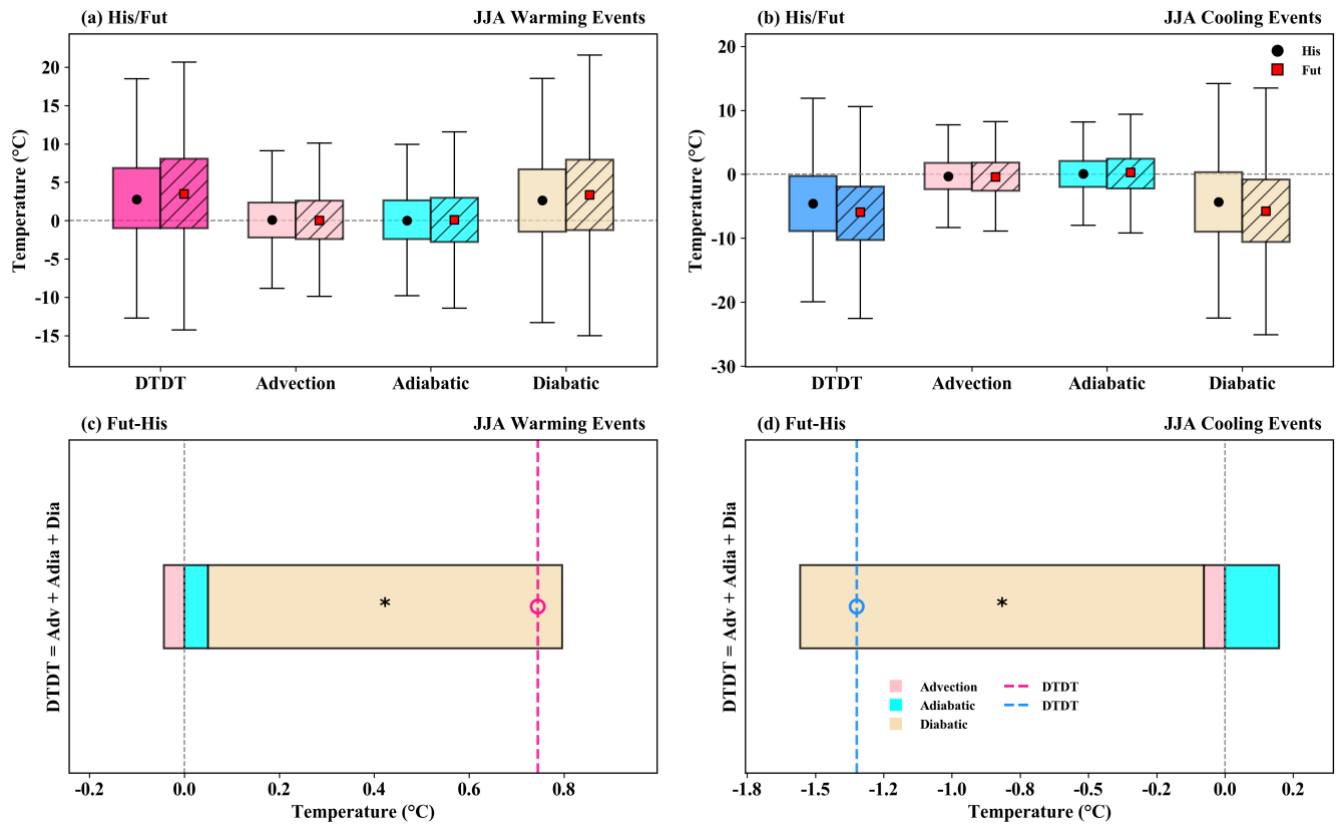 (a) His/Fut JJA Warming Events
Temperature (°C)
20
15
10
5
0
-5
-10
-15
DTDT Advection Adiabatic Diabatic
(b) His/Fut JJA Cooling Events
His
Fut
Temperature (°C)
20
10
0
-10
-20
-30
DTDT Advection Adiabatic Diabatic
(c) Fut-His JJA Warming Events
DTDT = Adv + Adia + Dia
*
-0.2 0.0 0.2 0.4 0.6 0.8
Temperature (°C)
(d) Fut-His JJA Cooling Events
DTDT = Adv + Adia + Dia
*
Advection DTDT
Adiabatic DTDT
Diabatic
-1.8 -1.5 -1.2 -1.0 -0.8 -0.5 -0.2 0.0 0.2
Temperature (°C)